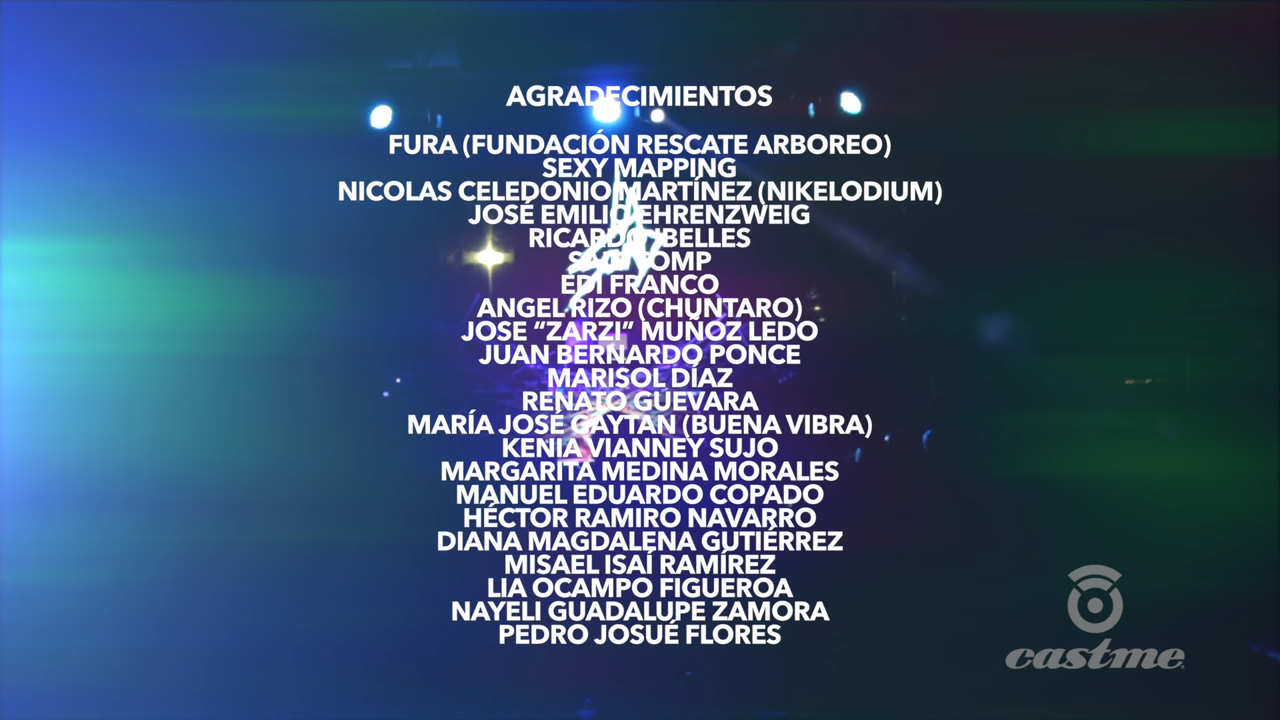 AGRADECIMIENTOS
FURA (FUNDACIÓN RESCATE ARBOREO)
SEXY MAPPING
NICOLAS CELEDONIO MARTÍNEZ (NIKELODIUM)
JOSÉ EMILIO EHRENZWEIG
RICARDO IBELLES
EDI FRANCO
ANGEL RIZO (CHUNTARO)
JOSE “ZARZI” MUÑOZ LEDO
JUAN BERNARDO PONCE
MARISOL DÍAZ
RENATO GUEVARA
MARÍA JOSÉ GAYTAN (BUENA VIBRA)
KENIA VIANNEY SUJO
MARGARITA MEDINA MORALES
MANUEL EDUARDO COPADO
HÉCTOR RAMIRO NAVARRO
DIANA MAGDALENA GUTIÉRREZ
MISAEL ISAÍ RAMÍREZ
LIA OCAMPO FIGUEROA
NAYELI GUADALUPE ZAMORA
PEDRO JOSUÉ FLORES
castme